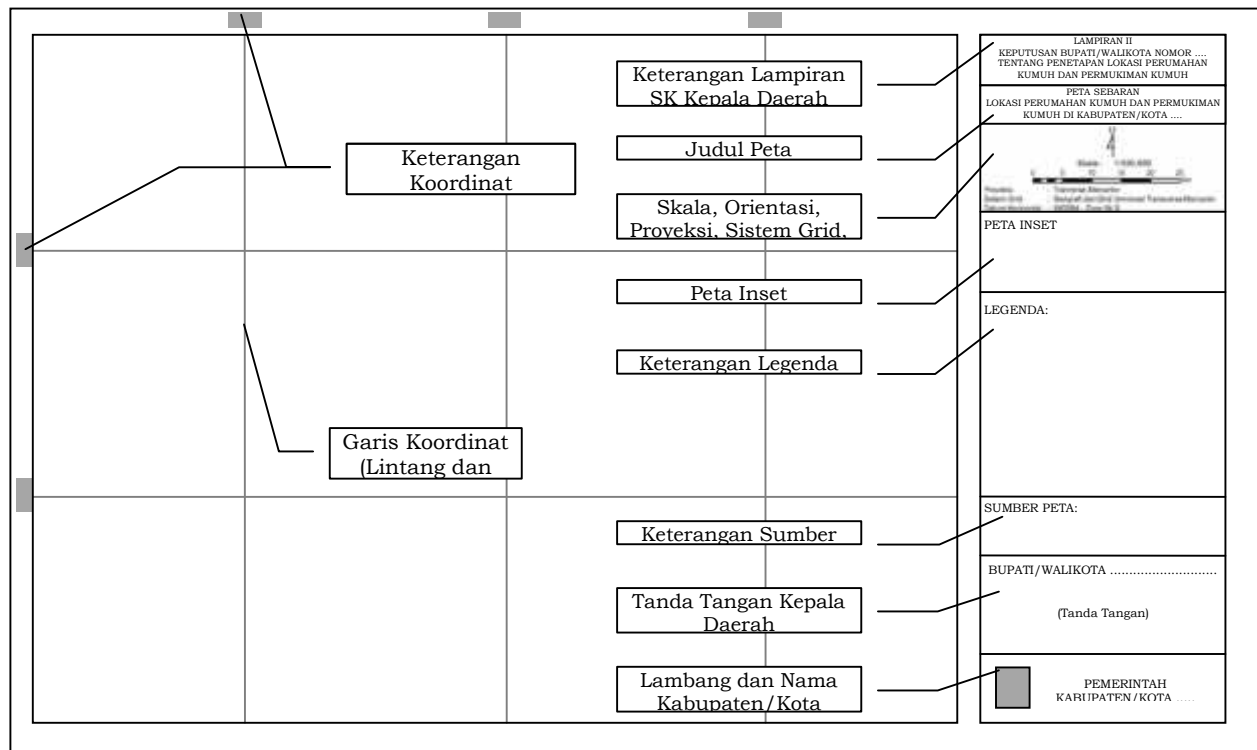 Keterangan Lampiran
SK Kepala Daerah
Judul Peta
Keterangan
Koordinat
Skala, Orientasi,
Proyeksi, Sistem Grid,
Peta Inset
Keterangan Legenda
Garis Koordinat
(Lintang dan
Keterangan Sumber
Tanda Tangan Kepala
Daerah
Lambang dan Nama
Kabupaten/Kota
LAMPIRAN II
KEPUTUSAN BUPATI/WALIKOTA NOMOR ....
TENTANG PENETAPAN LOKASI PERUMAHAN
KUMUH DAN PERMUKIMAN KUMUH
PETA SEBARAN
LOKASI PERUMAHAN KUMUH DAN PERMUKIMAN
KUMUH DI KABUPATEN/KOTA ....
PETA INSET
LEGENDA:
SUMBER PETA:
BUPATI/WALIKOTA ............................
(Tanda Tangan)
PEMERINTAH
KABUPATEN/KOTA .....